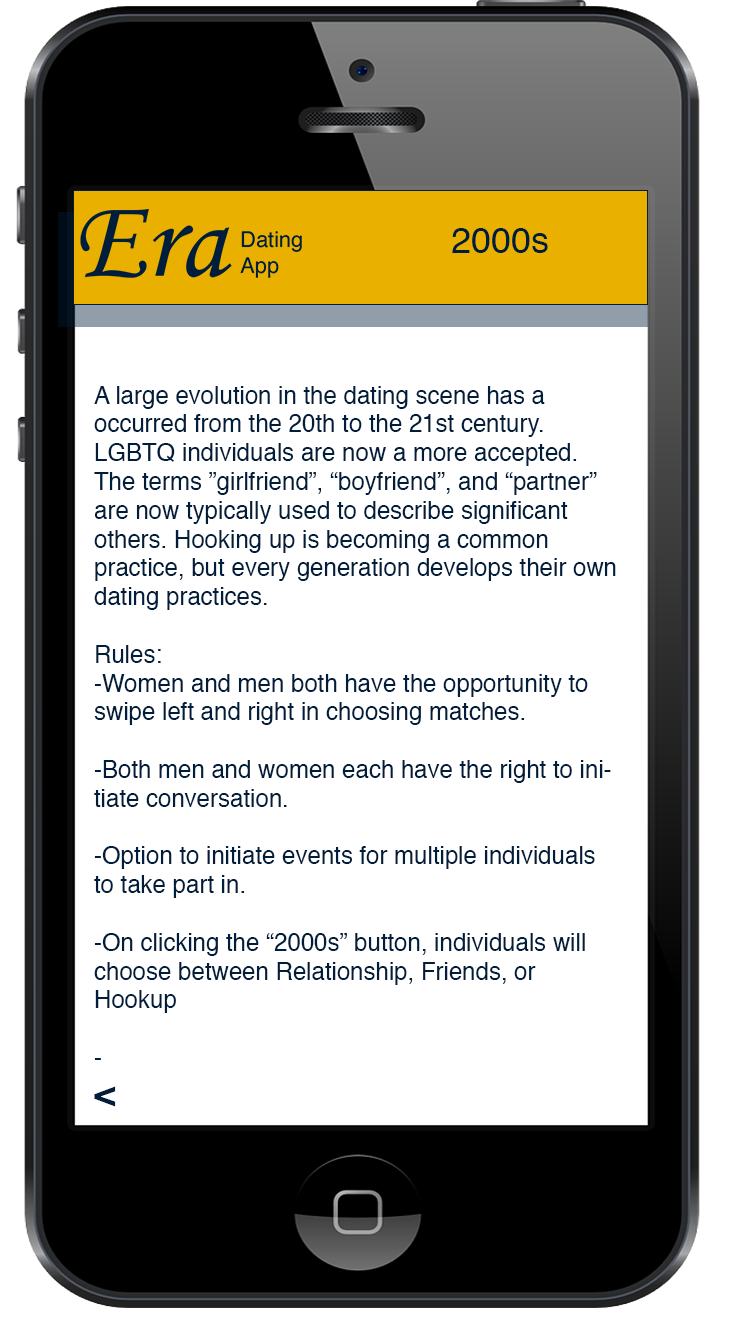 Era Dating
App
2000s
A large evolution in the dating scene has a
occurred from the 20th to the 21st century.
LGBTQ individuals are now a more accepted.
The terms ”girlfriend”, “boyfriend”, and “partner”
are now typically used to describe significant
others. Hooking up is becoming a common
practice, but every generation develops their own
dating practices.
Rules:
-Women and men both have the opportunity to
swipe left and right in choosing matches.
-Both men and women each have the right to ini-
tiate conversation.
-Option to initiate events for multiple individuals
to take part in.
-On clicking the “2000s” button, individuals will
choose between Relationship, Friends, or
Hookup
-
<